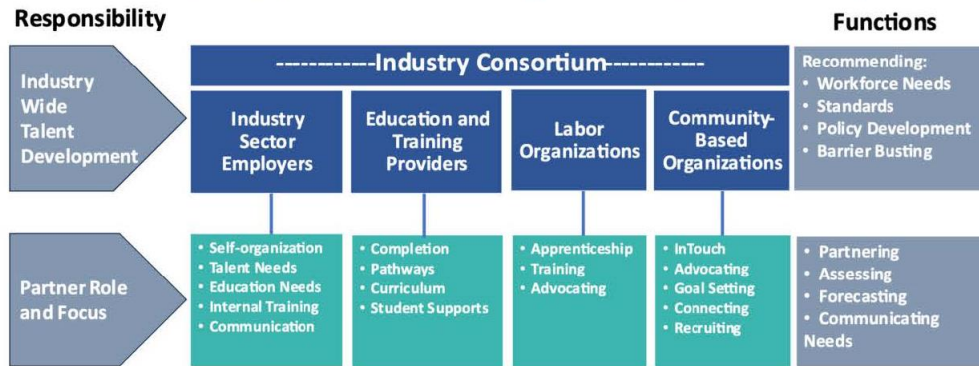 Responsibility
Functions
Industry
Wide
Talent
Development
------------Industry Consortium------------
Industry
Sector
Employers
Education and
Training
Providers
Labor
Organizations
Community-
Based
Organizations
Recommending:
• Workforce Needs
• Standards
• Policy Development
• Barrier Busting
Partner Role
and Focus
• Self-organization
• Talent Needs
• Education Needs
• Internal Training
• Communication
• Completion
• Pathways
• Curriculum
• Student Supports
• Apprenticeship
• Training
• Advocating
• InTouch
• Advocating
• Goal Setting
• Connecting
• Recruiting
• Partnering
• Assessing
• Forecasting
• Communicating
Needs